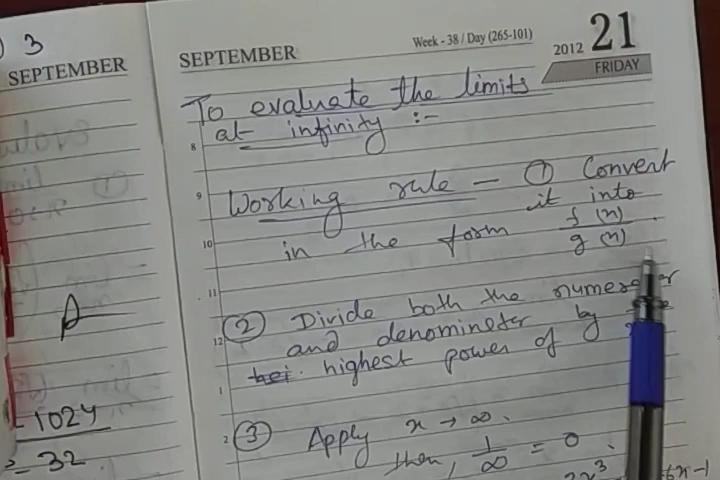 3
SEPTEMBER
1024
= 32
SEPTEMBER
Week - 38 / Day (265-101)
2012 21
FRIDAY
To evaluate the limits
at infinity :-
Working rule - ① Convert
it into
in the form f(x)
g(x) .
② Divide both the
and denominator by
highest power of
③ Apply x → ∞.
then, 1/∞ = 0.
8
9
10
11
12
1
2